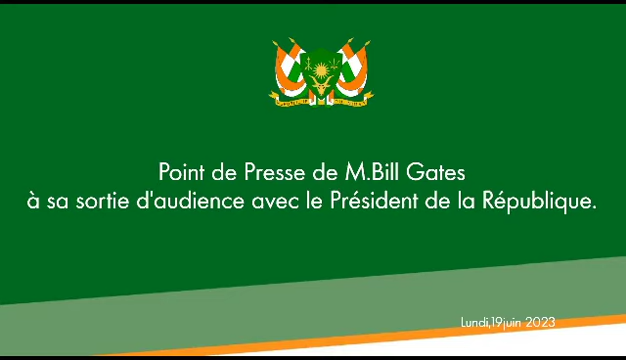 Point de Presse de M.Bill Gates
à sa sortie d'audience avec le Président de la République.
Lundi,19juin 2023